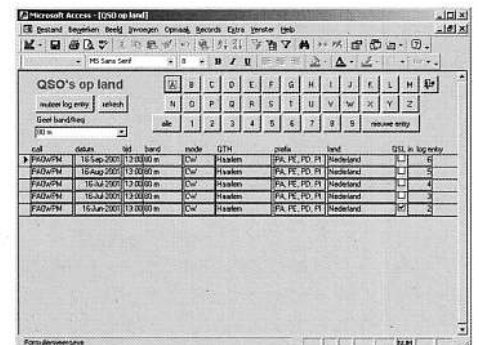 Microsoft Access - [QSO op land]
Bestand Bewerken Beeld Invoegen Opmaak Records Extra Venster Help
MS Sans Serif 8 B I U
QSO's op land
A B C D E F G H I J K L M
muteer log entry refresh
N O P Q R S T U V W X Y Z
Geef band/freq
alle 1 2 3 4 5 6 7 8 9 nieuwe entry
80 m
call datum tijd band mode QTH prefix land QSL in log entry
PA0WPM 16-Sep-2001 13:00 80 m CW Haarlem PA, PE, PD, PI Nederland 6
PA0WPM 16-Aug-2001 13:00 80 m CW Haarlem PA, PE, PD, PI Nederland 5
PA0WPM 16-Jul-2001 13:00 80 m CW Haarlem PA, PE, PD, PI Nederland 4
PA0WPM 16-Jul-2001 13:00 80 m CW Haarlem PA, PE, PD, PI Nederland 3
PA0WPM 16-Jun-2001 13:00 80 m CW Haarlem PA, PE, PD, PI Nederland 2
Formulierweergave NUM